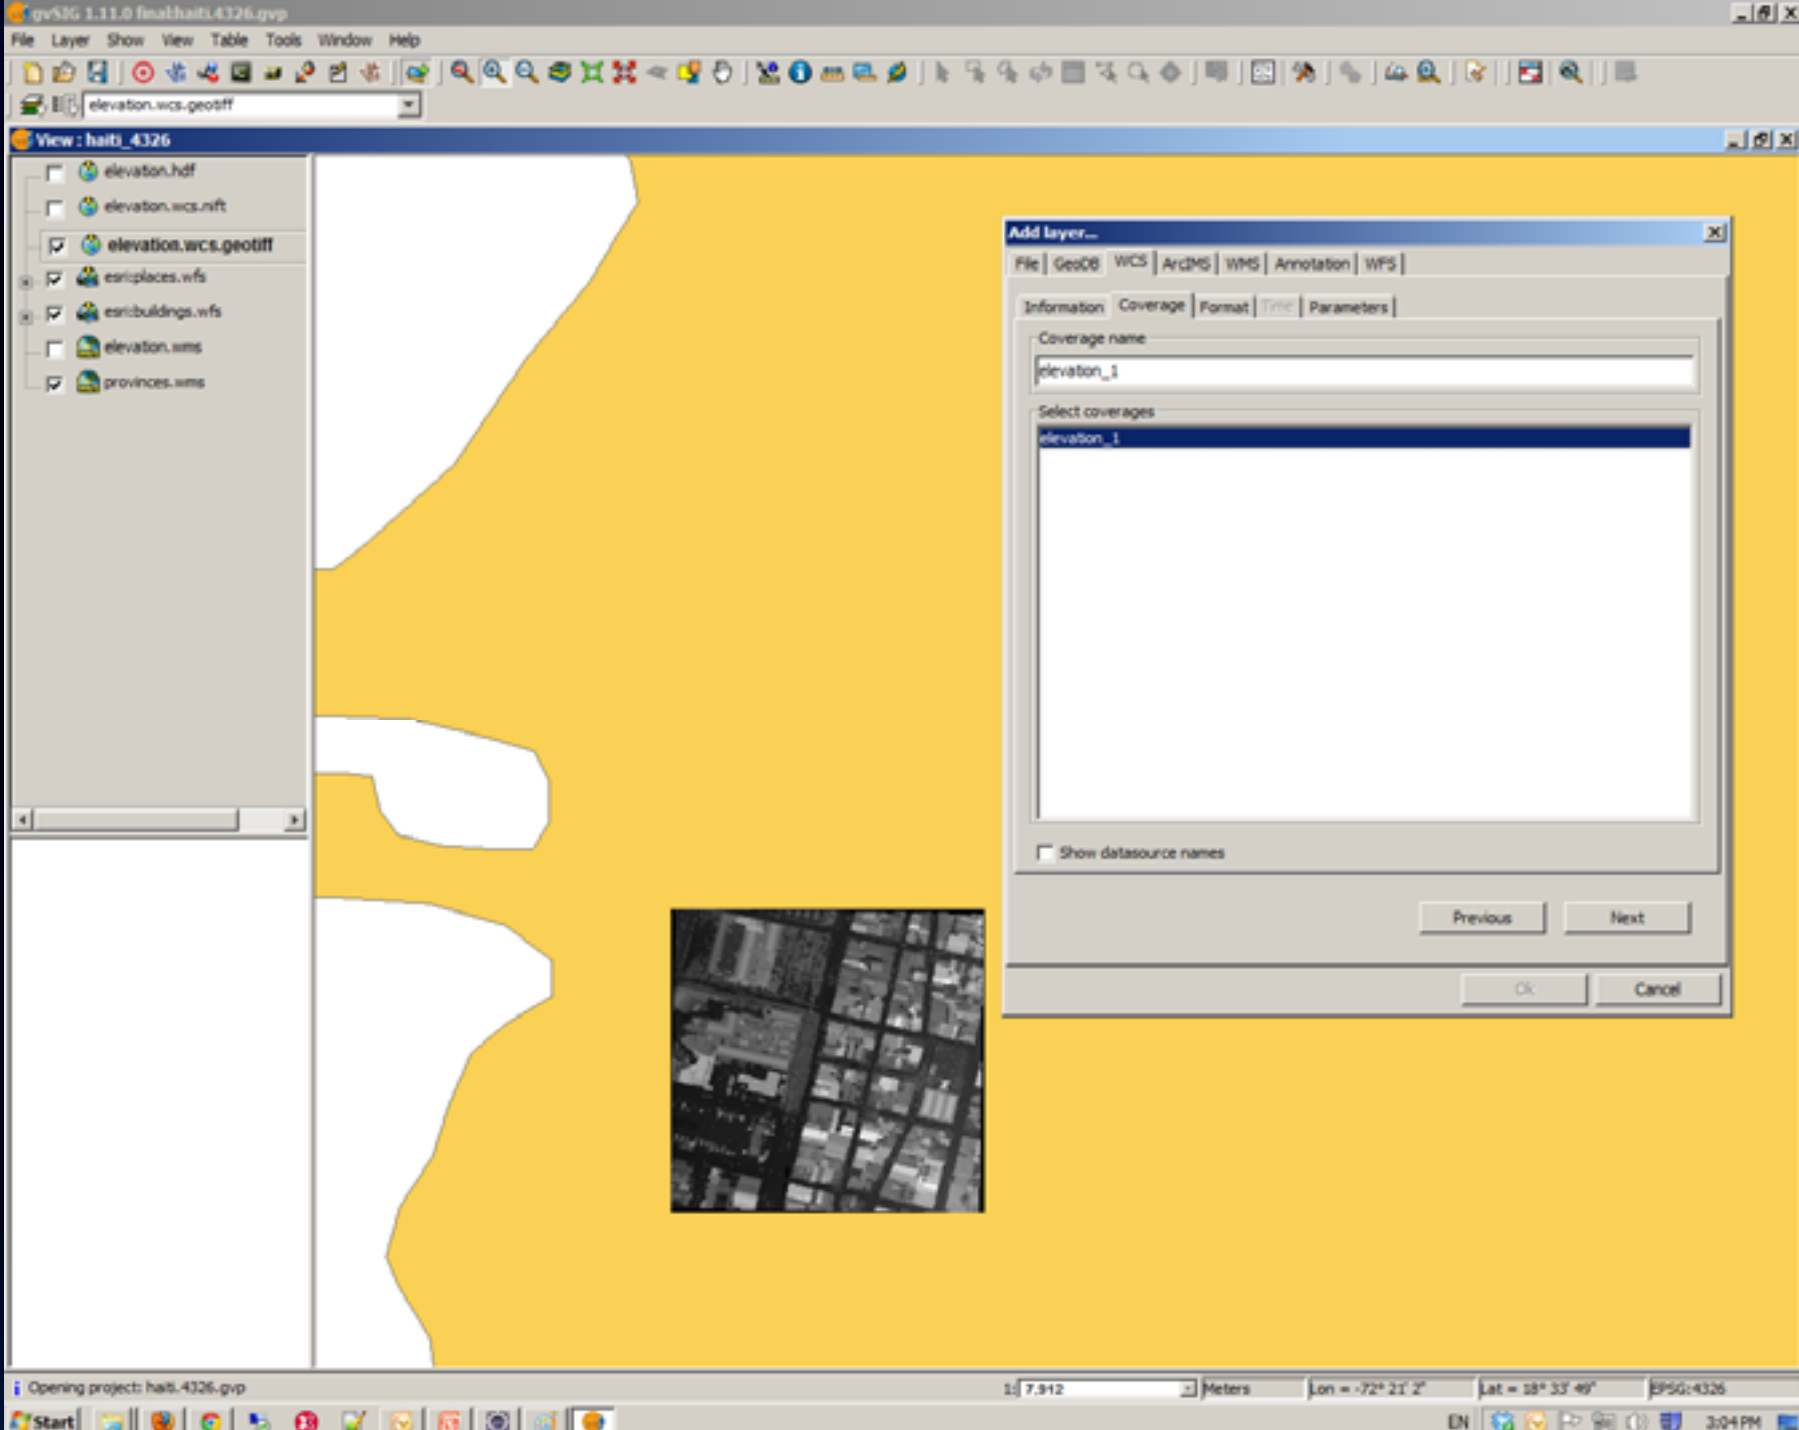 gvSIG 1.11.0 final:haiti.4326.gvp
File Layer Show View Table Tools Window Help
elevation.wcs.geotiff
View : haiti_4326
elevation.hdf
elevation.wcs.nift
elevation.wcs.geotiff
esri:places.wfs
esri:buildings.wfs
elevation.wms
provinces.wms
Add layer...
File GeoDB WCS ArcIMS WMS Annotation WFS
Information Coverage Format Time Parameters
Coverage name
elevation_1
Select coverages
elevation_1
Show datasource names
Previous Next
Ok Cancel
Opening project: haiti.4326.gvp
1: 7,912 Meters Lon = -72° 21' 2" Lat = 18° 33' 49" EPSG:4326
Start EN 3:04 PM